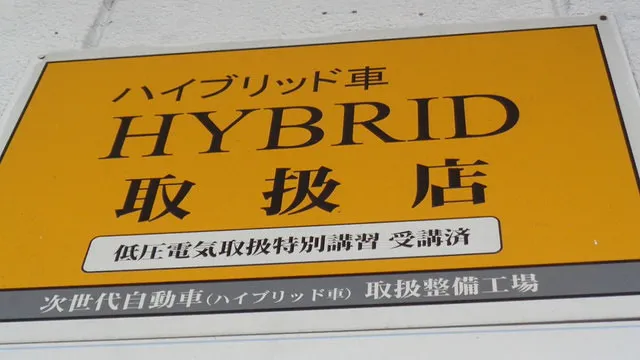 ハイブリッド車
HYBRID
取扱店
低圧電気取扱特別講習 受講済
次世代自動車(ハイブリッド車) 取扱整備工場